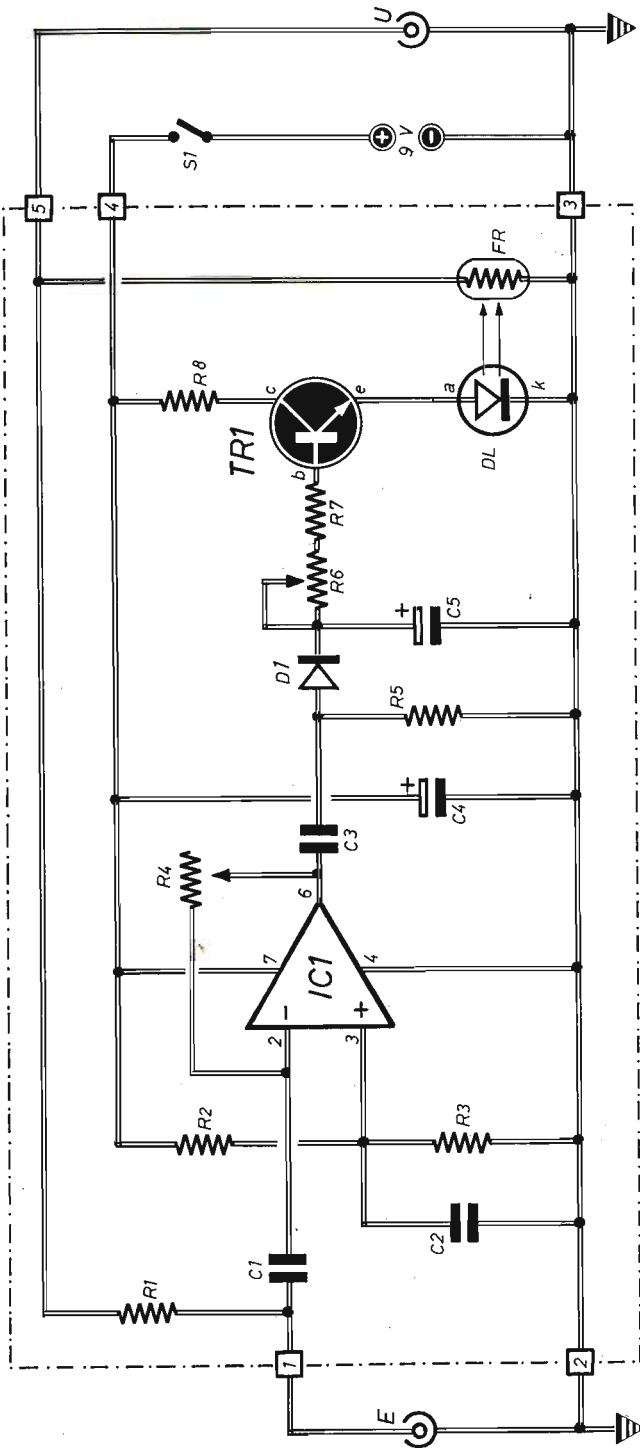 E
1
2
R1
C1
C2
R2
R3
2
3
−
+
IC1
7
4
6
R4
C3
C4
+
R5
D1
C5
+
R6
R7
b
TR1
c
e
R8
a
k
DL
FR
5
4
3
S1
+
9 V
−
U